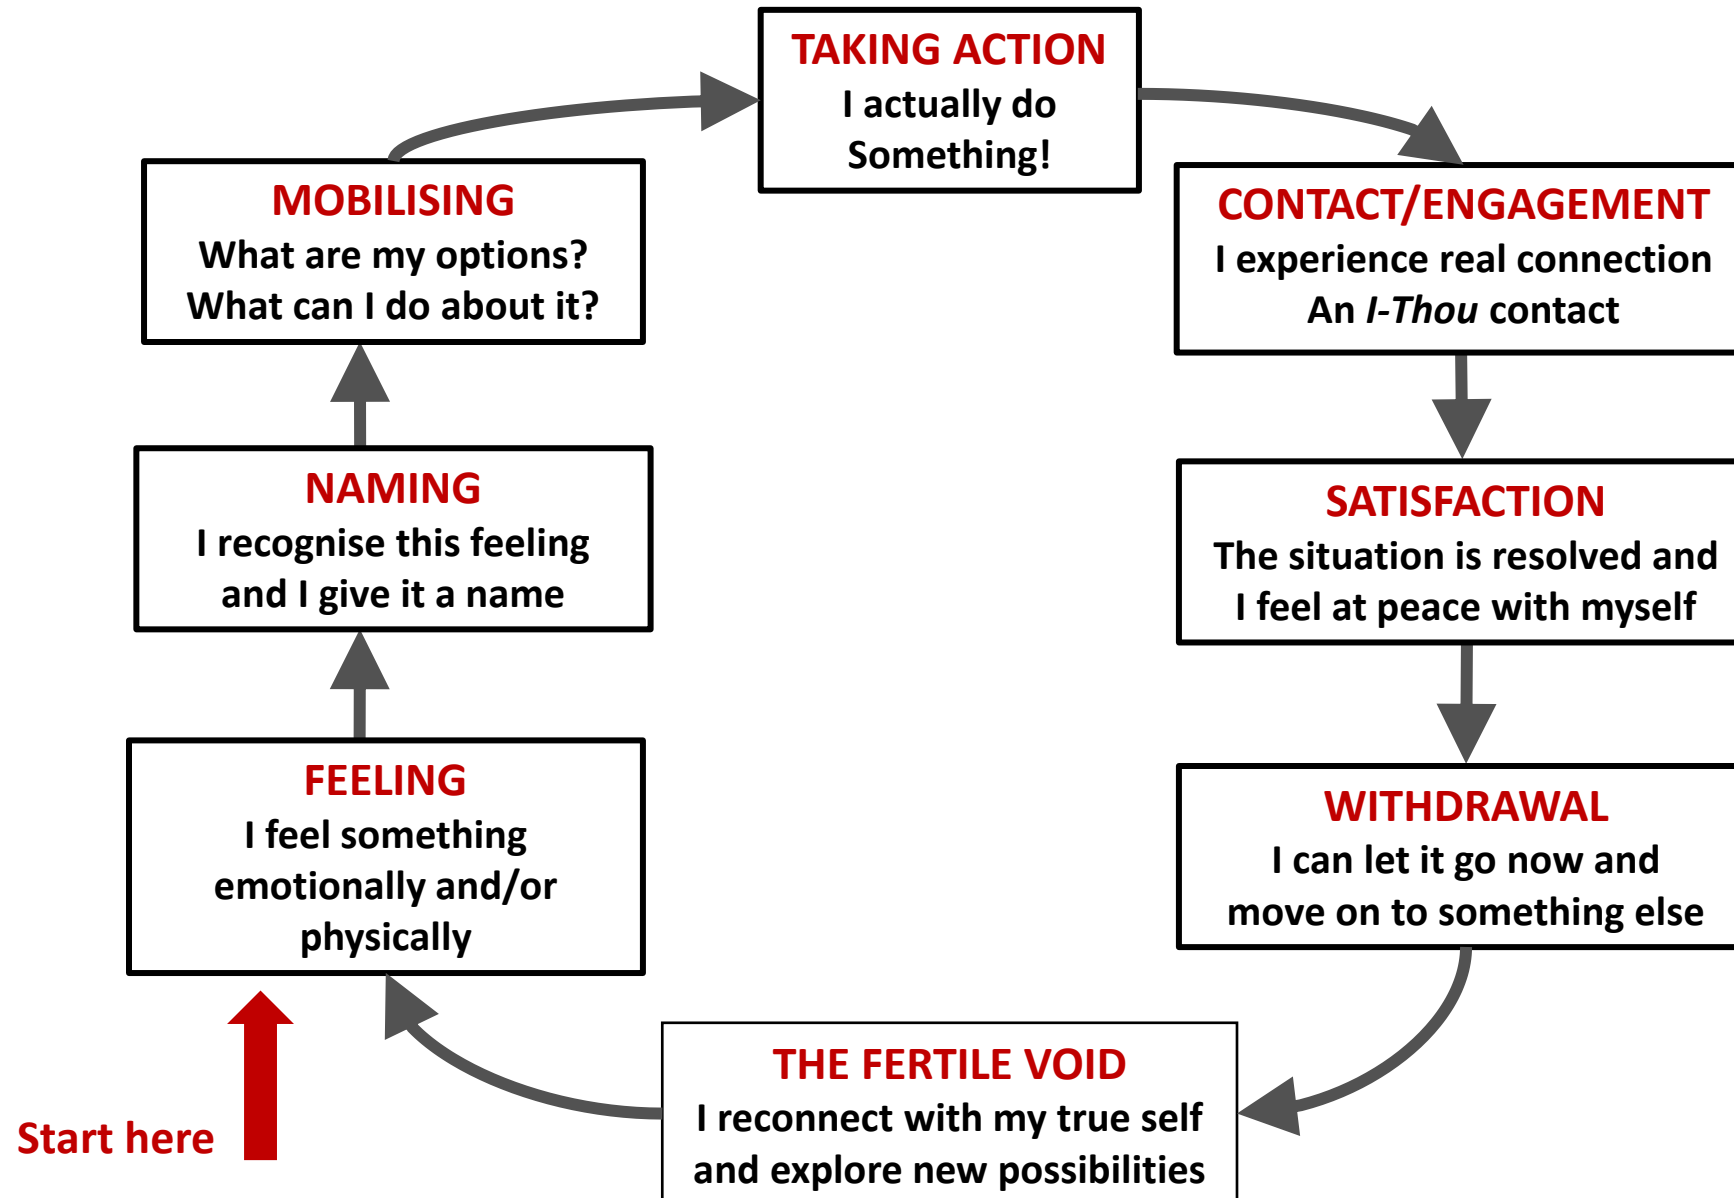 TAKING ACTION
I actually do
Something!
CONTACT/ENGAGEMENT
I experience real connection
An I-Thou contact
SATISFACTION
The situation is resolved and
I feel at peace with myself
WITHDRAWAL
I can let it go now and
move on to something else
THE FERTILE VOID
I reconnect with my true self
and explore new possibilities
Start here
FEELING
I feel something
emotionally and/or
physically
NAMING
I recognise this feeling
and I give it a name
MOBILISING
What are my options?
What can I do about it?